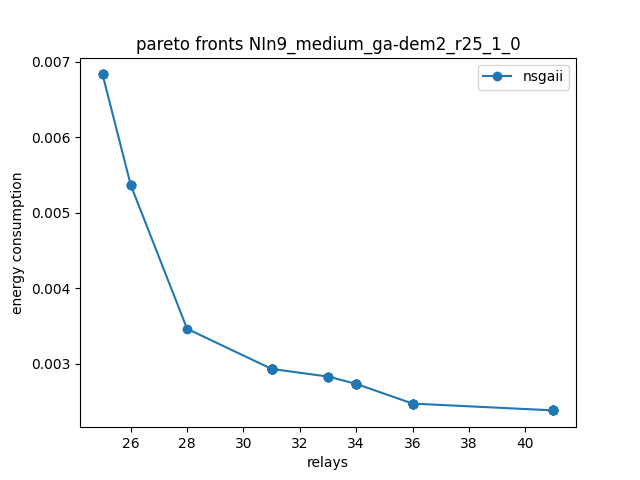 pareto fronts NIn9_medium_ga-dem2_r25_1_0
nsgaii
0.007
0.006
0.005
0.004
0.003
energy consumption
26 28 30 32 34 36 38 40
relays